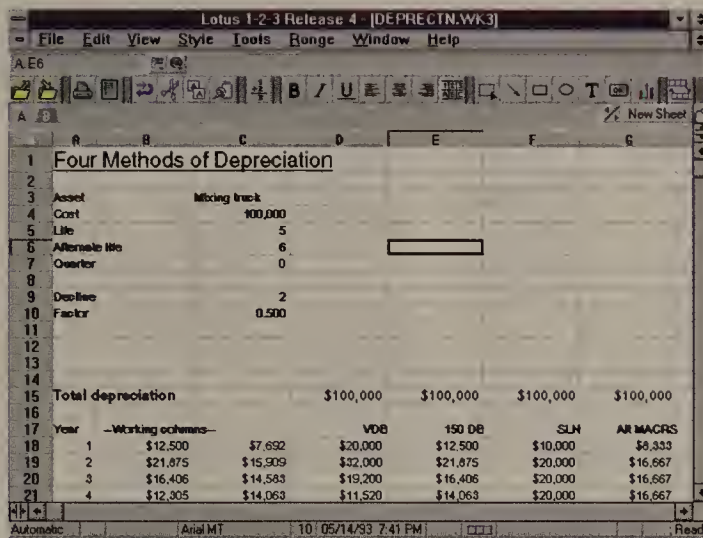 Lotus 1-2-3 Release 4 - [DEPRECTN.WK3]
File Edit View Style Tools Range Window Help
A:E6
B I U T OK
A B New Sheet
A B C D E F G
1 Four Methods of Depreciation
2
3 Asset Mixing truck
4 Cost 100,000
5 Life 5
6 Alternate life 6
7 Quarter 0
8
9 Decline 2
10 Factor 0.500
11
12
13
14
15 Total depreciation $100,000 $100,000 $100,000 $100,000
16
17 Year --Working columns-- VDB 150 DB SLN Alt MACRS
18 1 $12,500 $7,692 $20,000 $12,500 $10,000 $8,333
19 2 $21,875 $15,909 $32,000 $21,875 $20,000 $16,667
20 3 $16,406 $14,583 $19,200 $16,406 $20,000 $16,667
21 4 $12,305 $14,063 $11,520 $14,063 $20,000 $16,667
Automatic Arial MT 10 05/14/93 7:41 PM Read